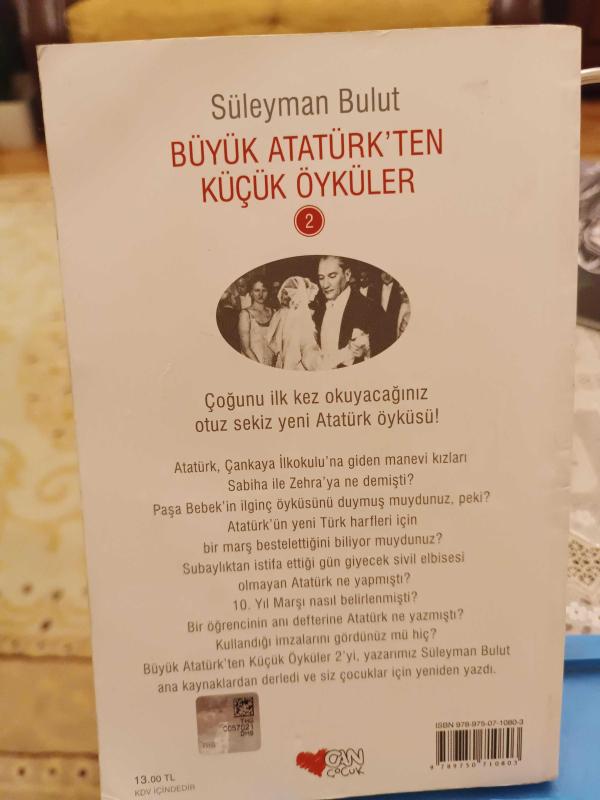 Süleyman Bulut
BÜYÜK ATATÜRK'TEN
KÜÇÜK ÖYKÜLER
2
Çoğunu ilk kez okuyacağınız
otuz sekiz yeni Atatürk öyküsü!
Atatürk, Çankaya İlkokulu'na giden manevi kızları
Sabiha ile Zehra'ya ne demişti?
Paşa Bebek'in ilginç öyküsünü duymuş muydunuz, peki?
Atatürk'ün yeni Türk harfleri için
bir marş bestelettiğini biliyor muydunuz?
Subaylıktan istifa ettiği gün giyecek sivil elbisesi
olmayan Atatürk ne yapmıştı?
10. Yıl Marşı nasıl belirlenmişti?
Bir öğrencinin anı defterine Atatürk ne yazmıştı?
Kullandığı imzalarını gördünüz mü hiç?
Büyük Atatürk'ten Küçük Öyküler 2'yi, yazarımız Süleyman Bulut
ana kaynaklardan derledi ve siz çocuklar için yeniden yazdı.
C057021
13.00 TL
KDV İÇİNDEDİR
CAN
ÇOCUK
ISBN 978-975-07-1080-3
9 789750 710803